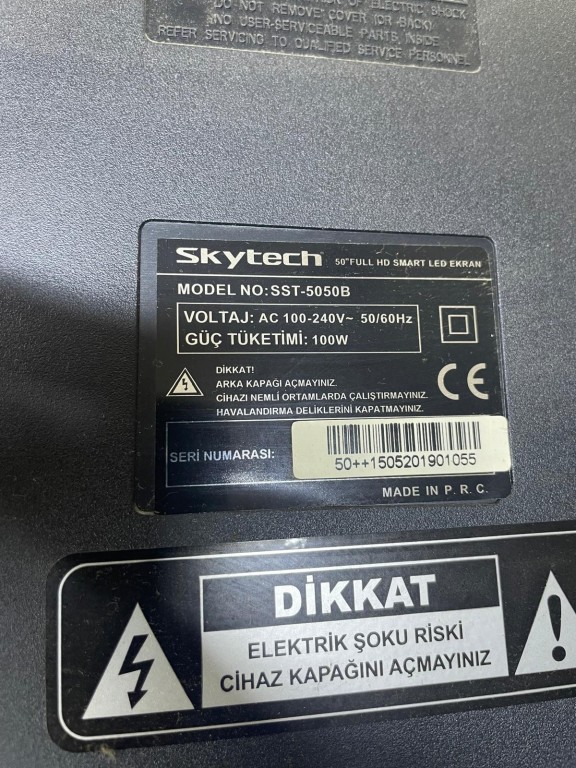 OF ELECTRIC SHOCK
DO NOT REMOVE COVER (OR BACK)
NO USER-SERVICEABLE PARTS INSIDE
REFER SERVICING TO QUALIFIED SERVICE PERSONNEL
Skytech 50"FULL HD SMART LED EKRAN
MODEL NO:SST-5050B
VOLTAJ: AC 100-240V~ 50/60Hz
GÜÇ TÜKETİMİ: 100W
DİKKAT!
ARKA KAPAĞI AÇMAYINIZ.
CİHAZI NEMLİ ORTAMLARDA ÇALIŞTIRMAYINIZ.
HAVALANDIRMA DELİKLERİNİ KAPATMAYINIZ.
CE
SERİ NUMARASI:
50++1505201901055
MADE IN P. R. C.
DİKKAT
ELEKTRİK ŞOKU RİSKİ
CİHAZ KAPAĞINI AÇMAYINIZ